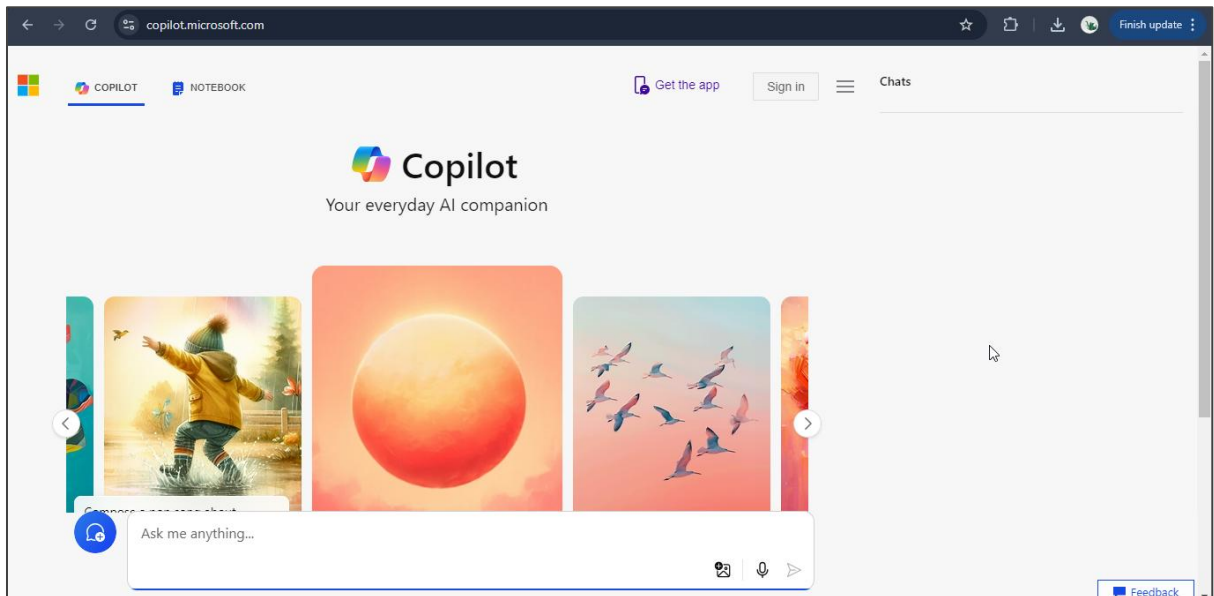 copilot.microsoft.com
Finish update
COPILOT
NOTEBOOK
Get the app
Sign in
Chats
Copilot
Your everyday AI companion
Ask me anything...
Feedback